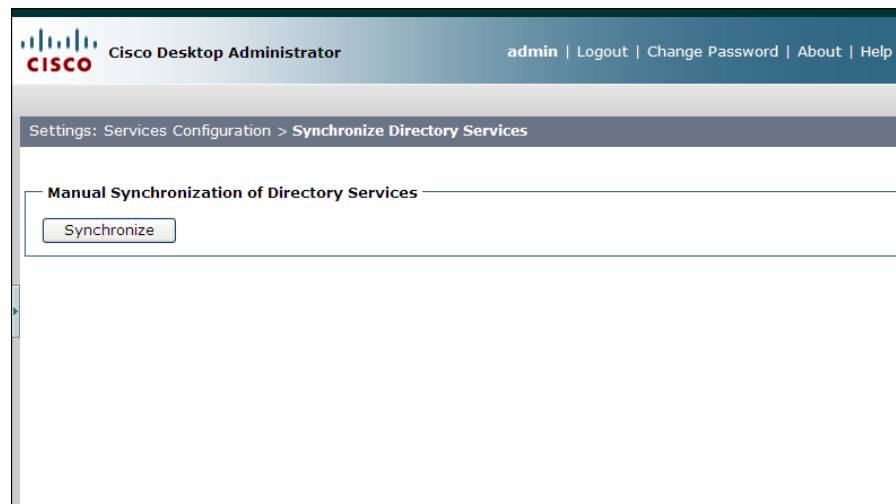 CISCO Cisco Desktop Administrator admin | Logout | Change Password | About | Help
Settings: Services Configuration > Synchronize Directory Services
Manual Synchronization of Directory Services
Synchronize